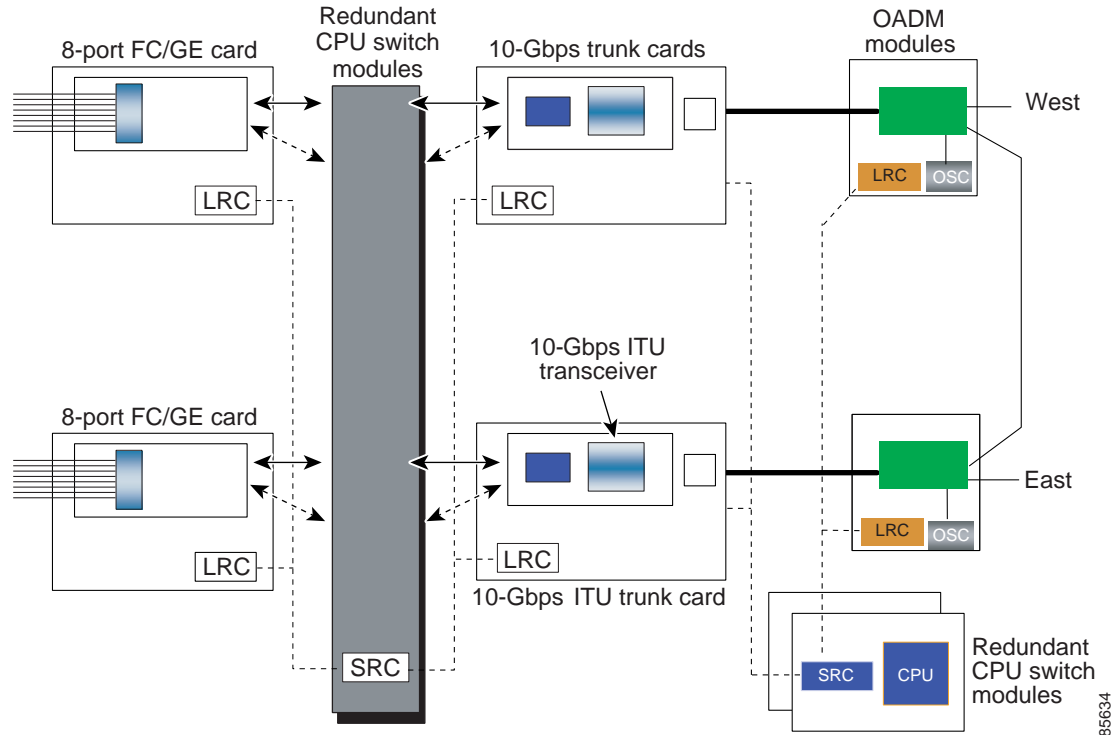 Redundant
CPU switch
modules
8-port FC/GE card
10-Gbps trunk cards
OADM
modules
West
LRC
LRC
LRC
OSC
10-Gbps ITU
transceiver
8-port FC/GE card
East
LRC
OSC
LRC
LRC
10-Gbps ITU trunk card
SRC
SRC
CPU
Redundant
CPU switch
modules
85634